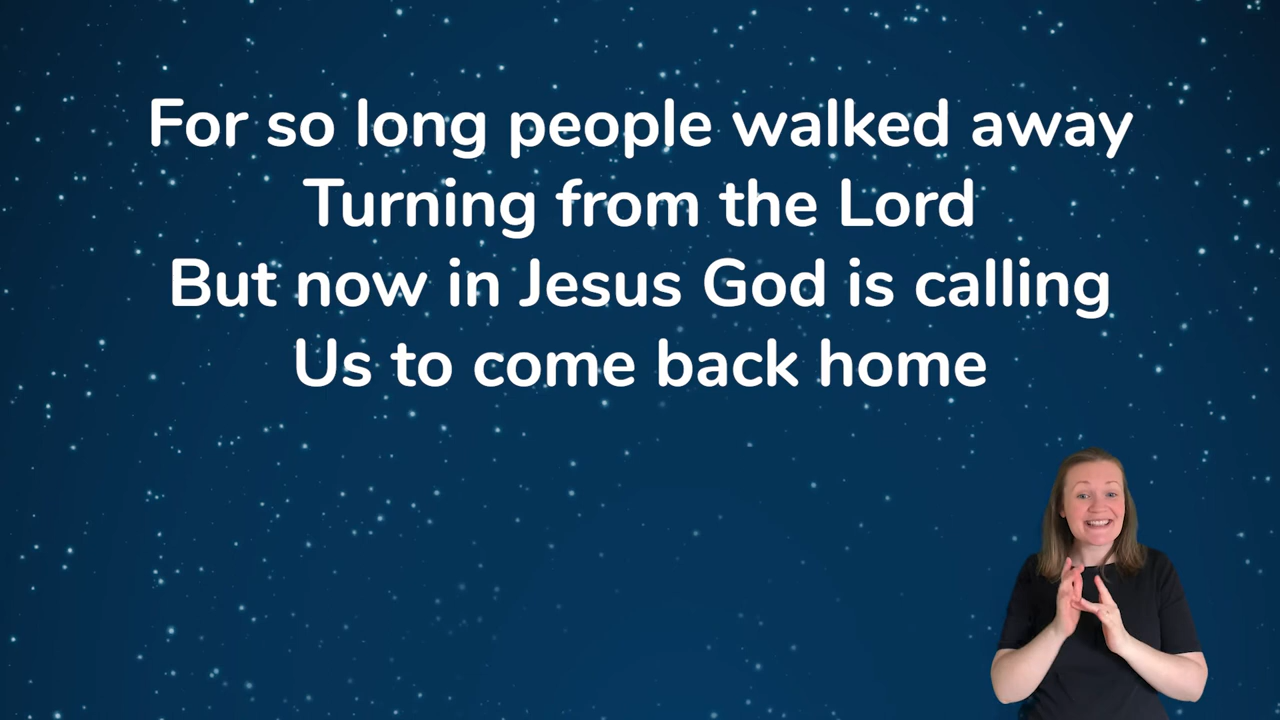 For so long people walked away
Turning from the Lord
But now in Jesus God is calling
Us to come back home